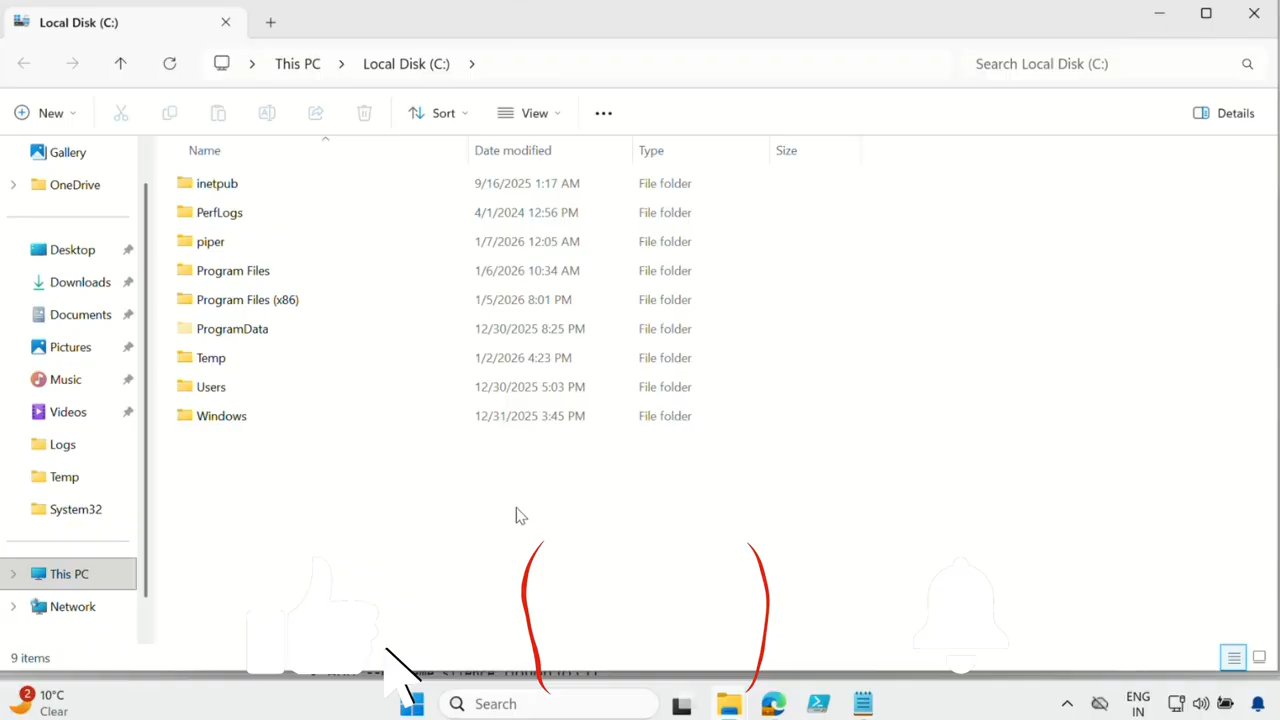 Local Disk (C:)
This PC > Local Disk (C:) >
Search Local Disk (C:)
New
Sort
View
Details
Gallery
OneDrive
Desktop
Downloads
Documents
Pictures
Music
Videos
Logs
Temp
System32
This PC
Network
Name Date modified Type Size
inetpub 9/16/2025 1:17 AM File folder
PerfLogs 4/1/2024 12:56 PM File folder
piper 1/7/2026 12:05 AM File folder
Program Files 1/6/2026 10:34 AM File folder
Program Files (x86) 1/5/2026 8:01 PM File folder
ProgramData 12/30/2025 8:25 PM File folder
Temp 1/2/2026 4:23 PM File folder
Users 12/30/2025 5:03 PM File folder
Windows 12/31/2025 3:45 PM File folder
9 items
2
10°C
Clear
Search
ENG
IN